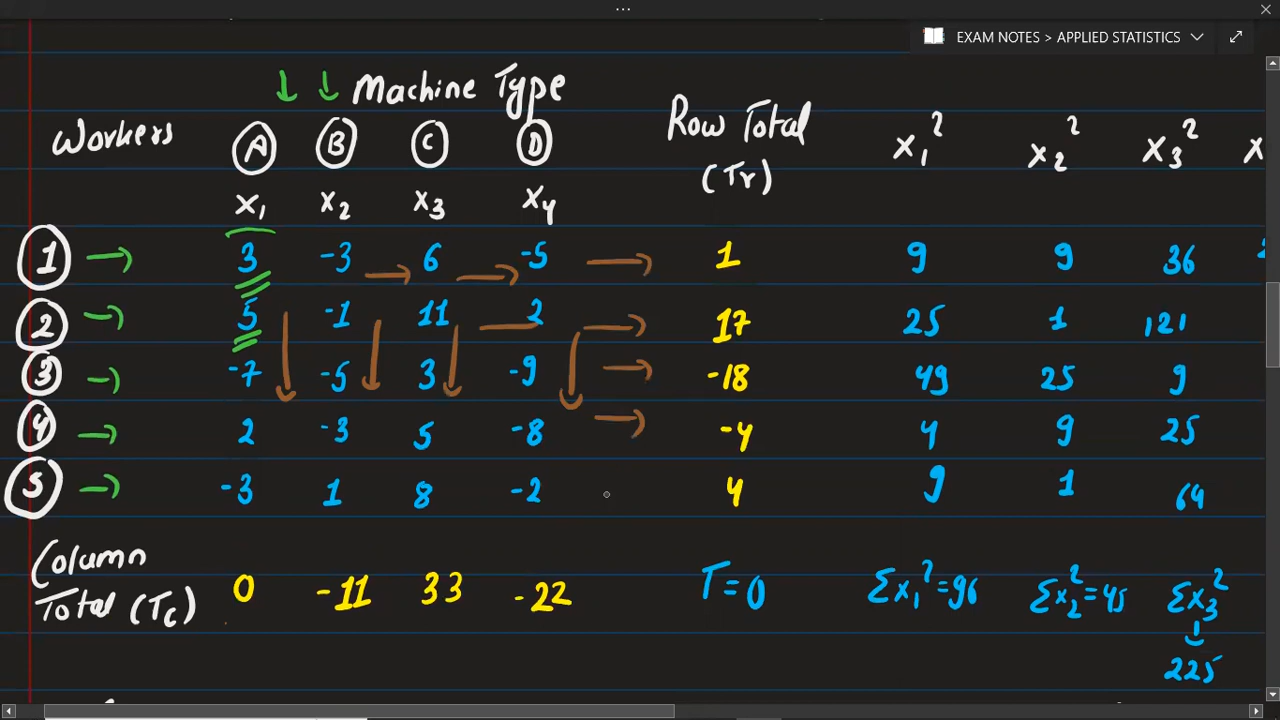 EXAM NOTES > APPLIED STATISTICS
Machine Type
Workers A B C D Row Total x₁² x₂² x₃² x
x₁ x₂ x₃ x₄ (Tr)
1 → 3 -3 6 -5 1 9 9 36
2 → 5 -1 11 2 17 25 1 121
3 → -7 -5 3 -9 -18 49 25 9
4 → 2 -3 5 -8 -4 4 9 25
5 → -3 1 8 -2 4 9 1 64
Column 0 -11 33 -22 T=0 Σx₁²=96 Σx₂²=45 Σx₃²
Total (Tc)
225